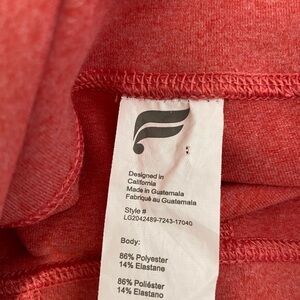 Designed in
California
Made in Guatemala
Fabriqué au Guatemala
Style #
LG2042489-7243-17040
Body:
86% Polyester
14% Elastane
86% Poliéster
14% Elastano